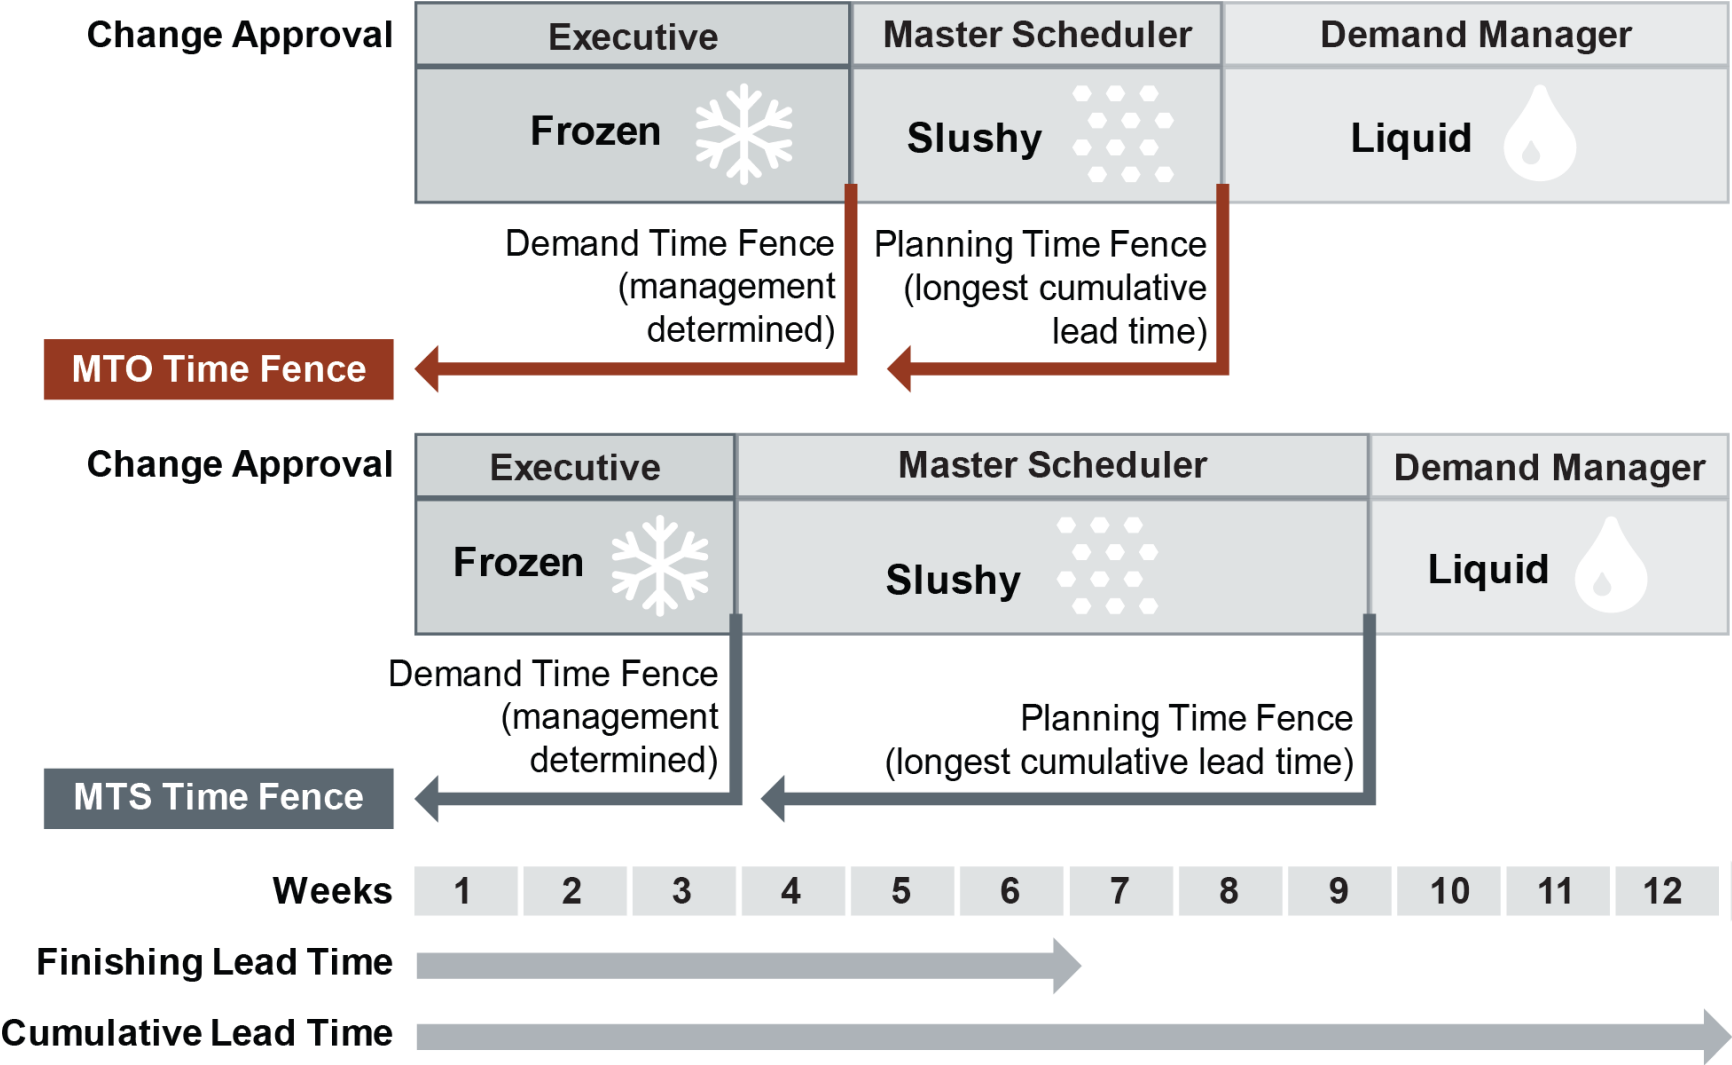 Change Approval
Executive
Master Scheduler
Demand Manager
Frozen
Slushy
Liquid
Demand Time Fence
(management
determined)
Planning Time Fence
(longest cumulative
lead time)
MTO Time Fence
Change Approval
Executive
Master Scheduler
Demand Manager
Frozen
Slushy
Liquid
Demand Time Fence
(management
determined)
Planning Time Fence
(longest cumulative lead time)
MTS Time Fence
Weeks 1 2 3 4 5 6 7 8 9 10 11 12
Finishing Lead Time
Cumulative Lead Time